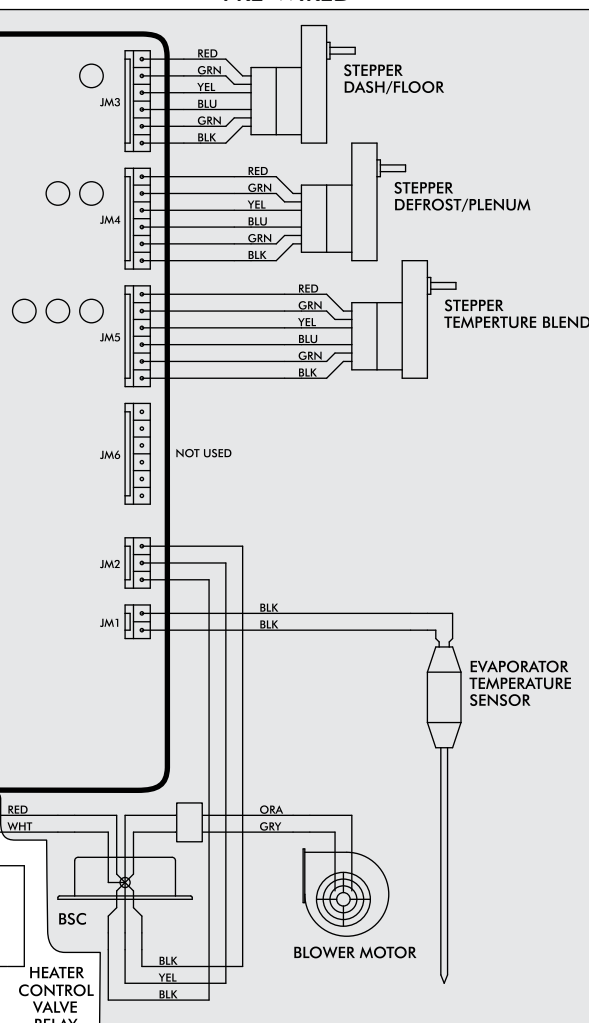 PRE-WIRED
RED
GRN
YEL
BLU
GRN
BLK
JM3
STEPPER
DASH/FLOOR
RED
GRN
YEL
BLU
GRN
BLK
JM4
STEPPER
DEFROST/PLENUM
RED
GRN
YEL
BLU
GRN
BLK
JM5
STEPPER
TEMPERTURE BLEND
JM6
NOT USED
JM2
JM1
BLK
BLK
EVAPORATOR
TEMPERATURE
SENSOR
RED
WHT
ORA
GRY
BSC
BLOWER MOTOR
BLK
YEL
BLK
HEATER
CONTROL
VALVE
RELAY